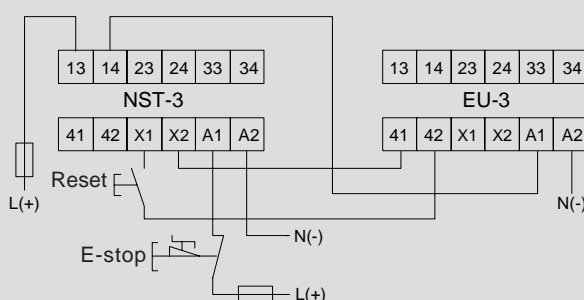 13 14 23 24 33 34
13 14 23 24 33 34
NST-3
EU-3
41 42 X1 X2 A1 A2
41 42 X1 X2 A1 A2
Reset
L(+)
N(-)
N(-)
E-stop
L(+)